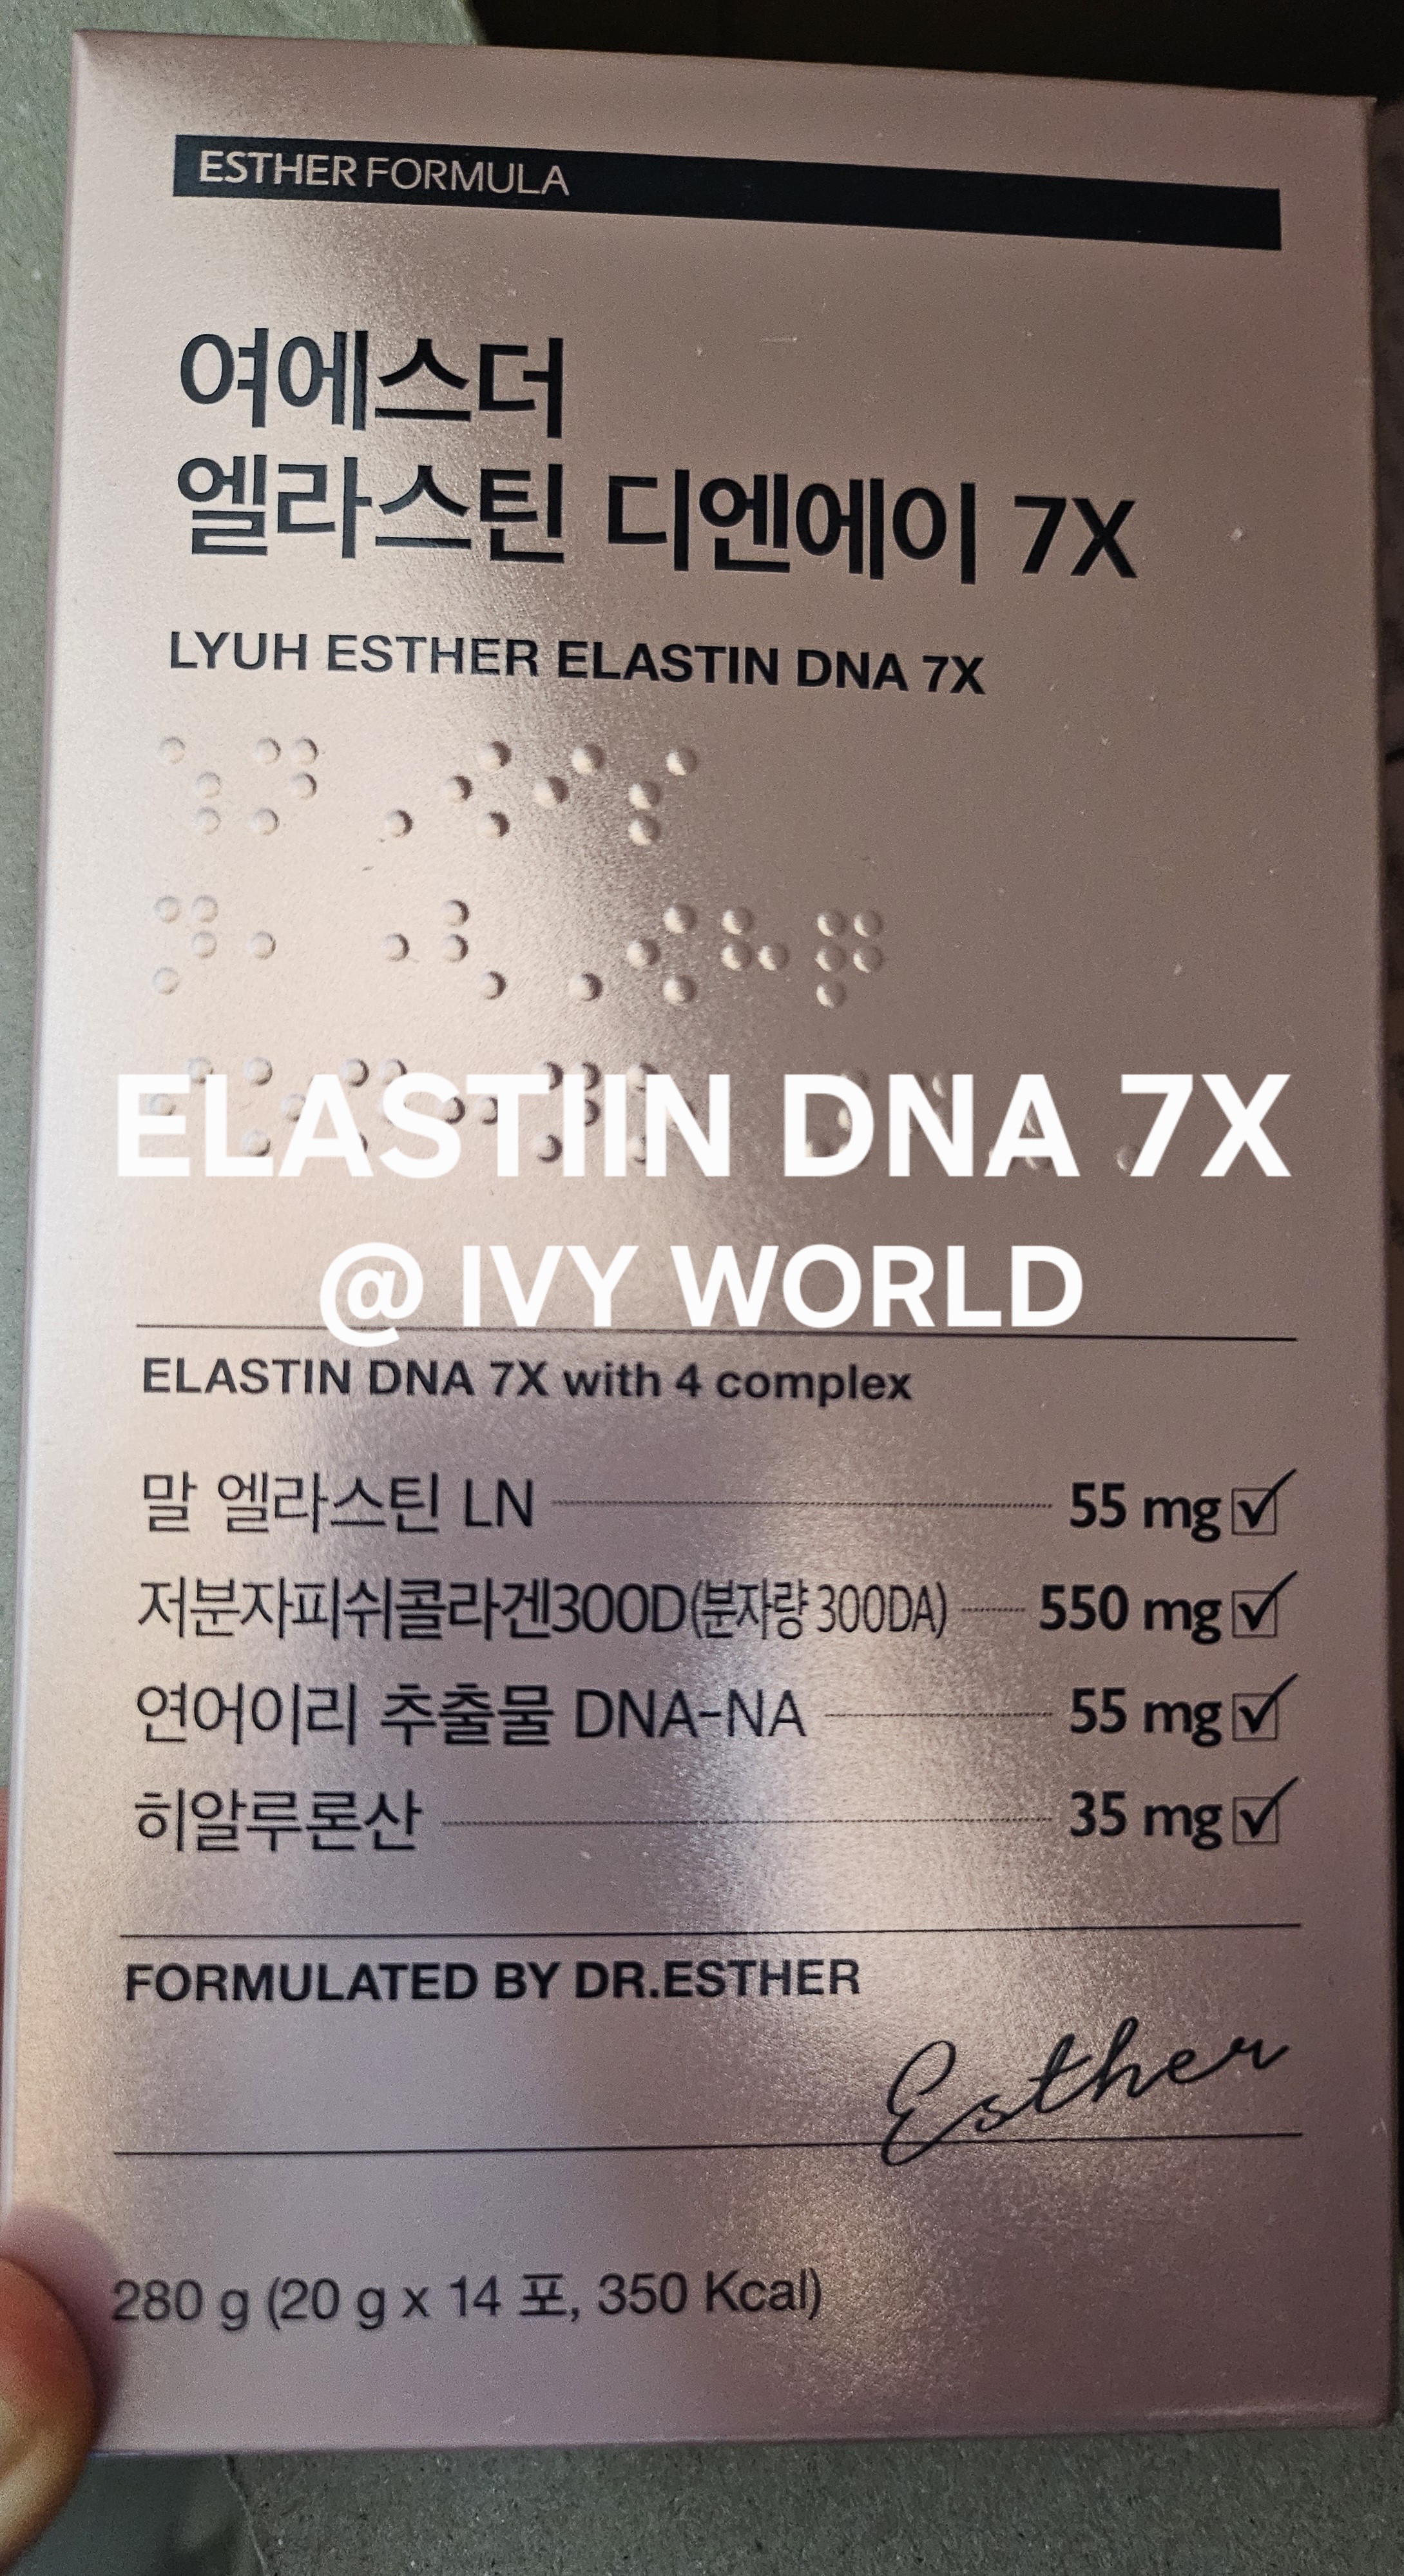 ESTHER FORMULA
여에스더
엘라스틴 디엔에이 7X
LYUH ESTHER ELASTIN DNA 7X
ELASTIIN DNA 7X
@ IVY WORLD
ELASTIN DNA 7X with 4 complex
말 엘라스틴 LN 55 mg
저분자피쉬콜라겐300D(분자량 300DA) 550 mg
연어이리 추출물 DNA-NA 55 mg
히알루론산 35 mg
FORMULATED BY DR.ESTHER
Esther
280 g (20 g x 14 포, 350 Kcal)